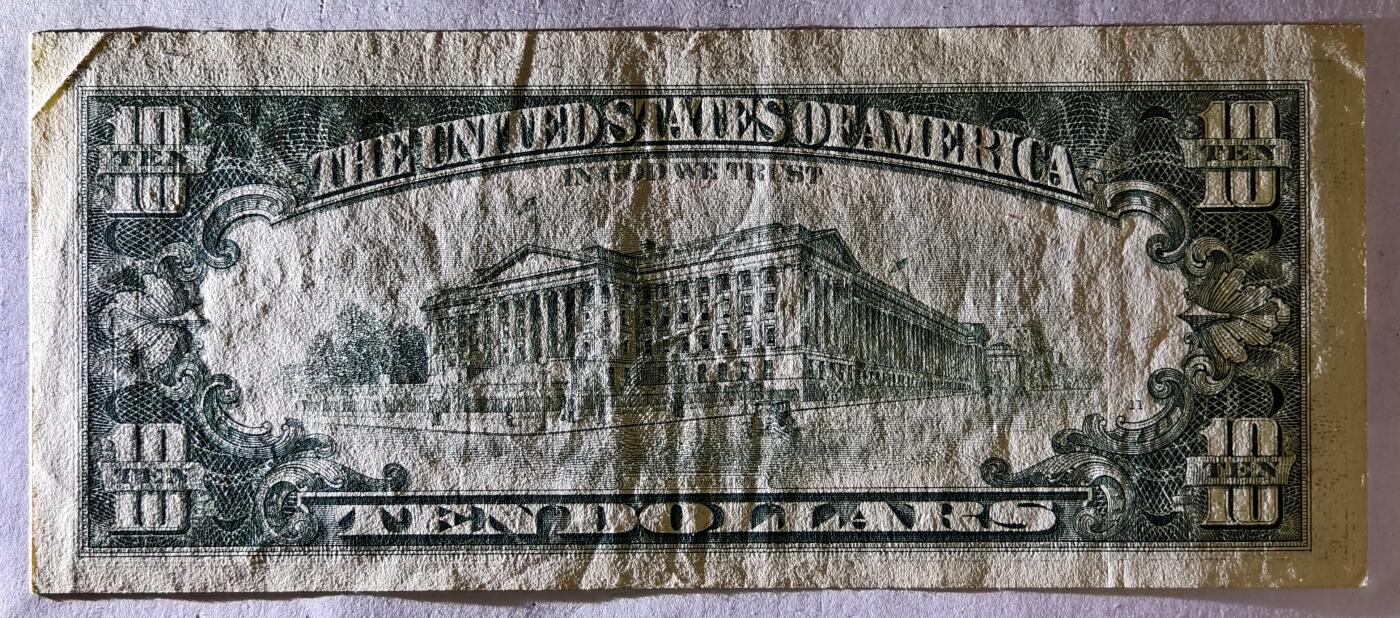 THE UNITED STATES OF AMERICA
IN GOD WE TRUST
10 TEN 10
10 TEN 10
10 TEN 10
10 TEN 10
11
TEN DOLLARS